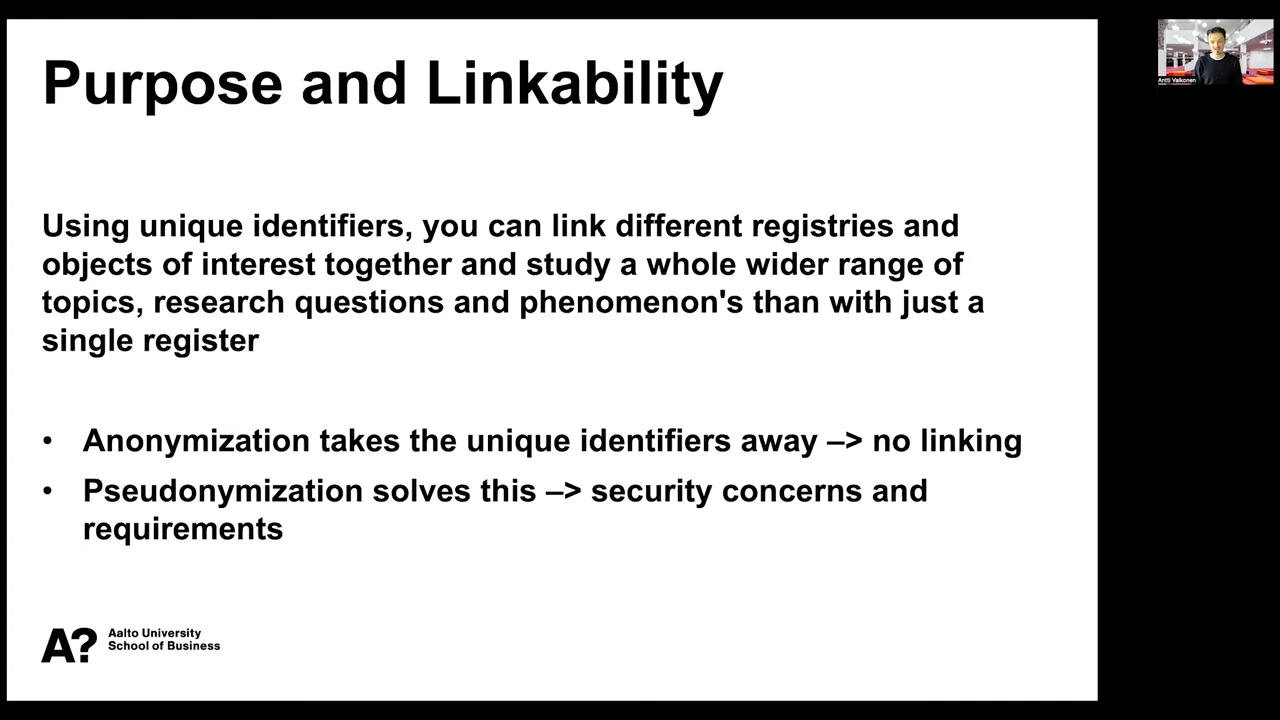 Purpose and Linkability
Using unique identifiers, you can link different registries and
objects of interest together and study a whole wider range of
topics, research questions and phenomenon's than with just a
single register
• Anonymization takes the unique identifiers away –> no linking
• Pseudonymization solves this –> security concerns and
requirements
A?
Aalto University
School of Business
Antti Valkonen